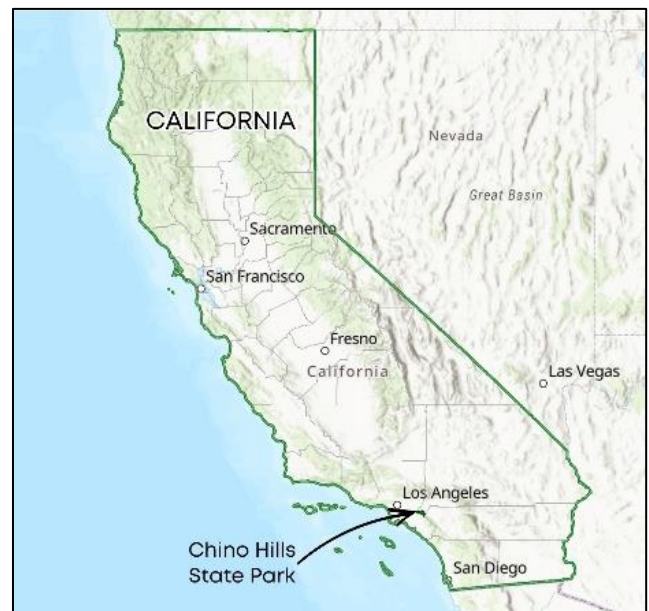 CALIFORNIA
Nevada
Great Basin
Sacramento
San Francisco
Fresno
California
Las Vegas
Los Angeles
Chino Hills
State Park
San Diego